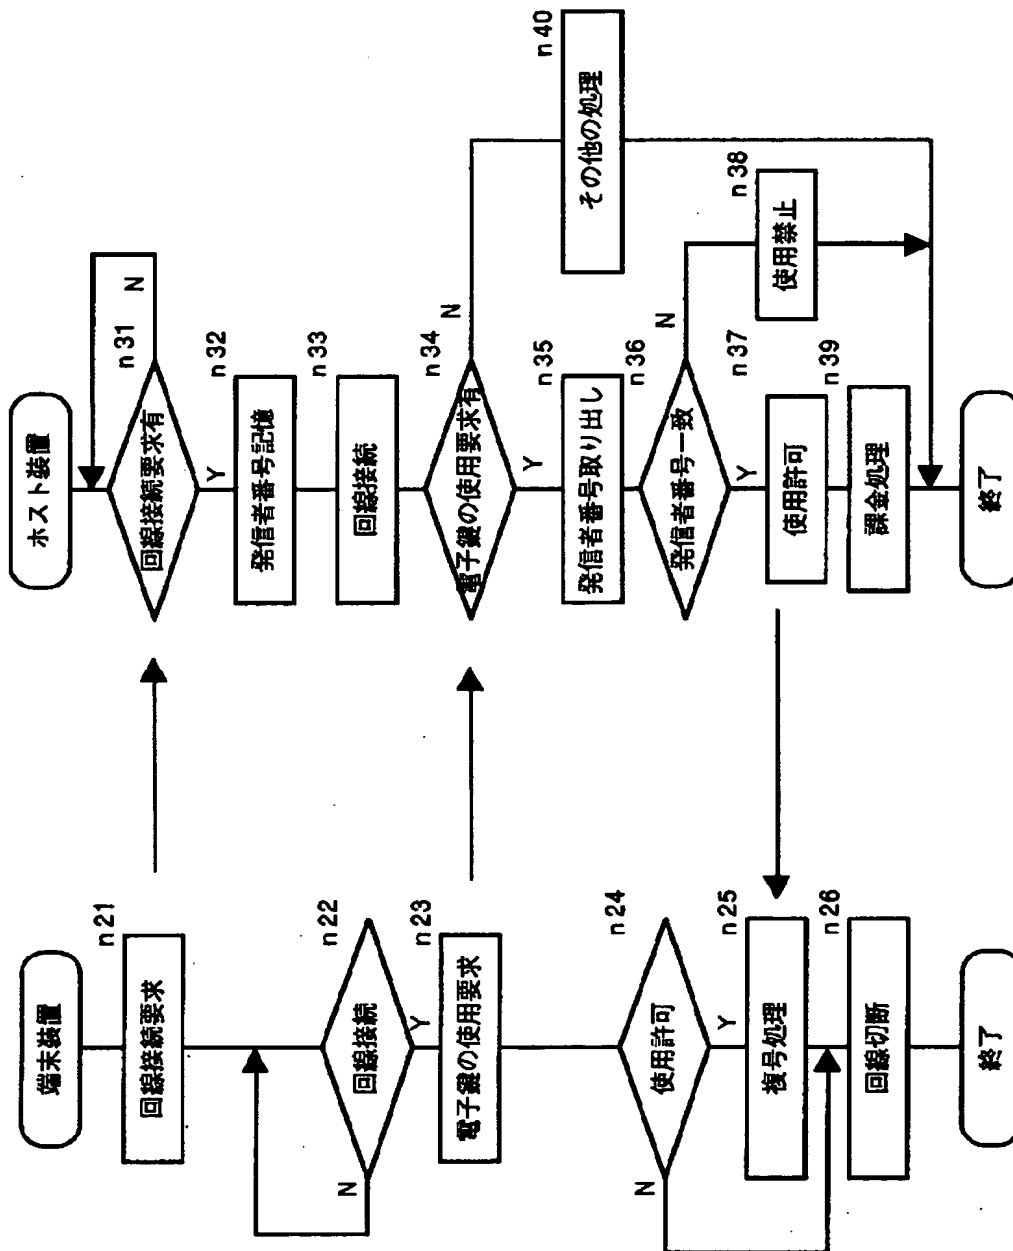 端末装置
n21
回線接続要求
n22
回線接続
N
Y
n23
電子鍵の使用要求
n24
使用許可
N
Y
n25
複号処理
n26
回線切断
終了
ホスト装置
n31
回線接続要求有
N
Y
n32
発信者番号記憶
n33
回線接続
n34
電子鍵の使用要求有
N
Y
n35
発信者番号取り出し
n36
発信者番号一致
N
Y
n37
使用許可
n38
使用禁止
n39
課金処理
n40
その他の処理
終了